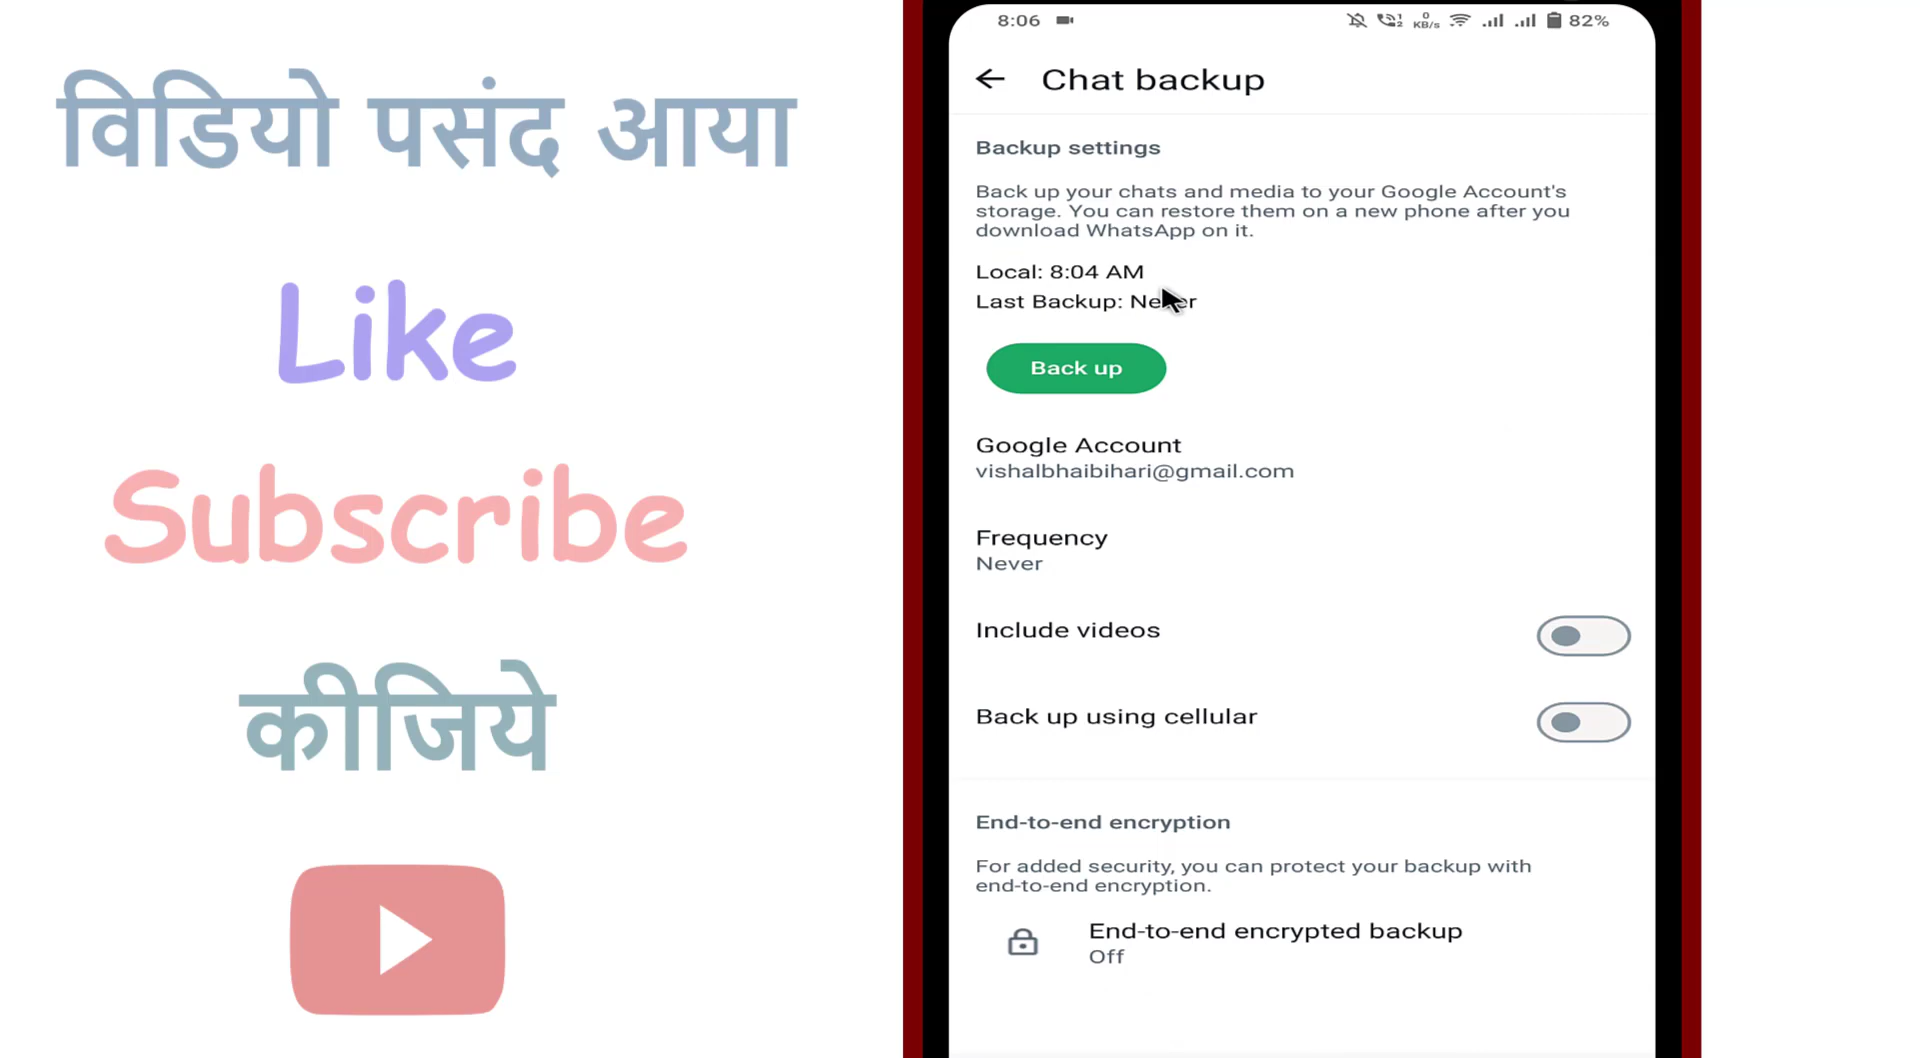 विडियो पसंद आया
Like
Subscribe
कीजिये
8:06
0
KB/s
82%
Chat backup
Backup settings
Back up your chats and media to your Google Account's
storage. You can restore them on a new phone after you
download WhatsApp on it.
Local: 8:04 AM
Last Backup: Never
Back up
Google Account
vishalbhaibihari@gmail.com
Frequency
Never
Include videos
Back up using cellular
End-to-end encryption
For added security, you can protect your backup with
end-to-end encryption.
End-to-end encrypted backup
Off